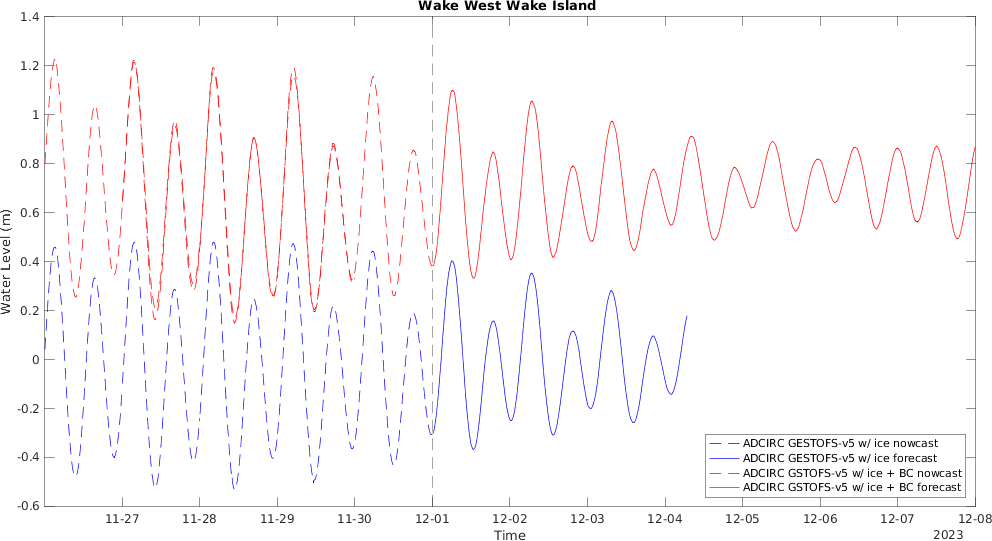 Wake West Wake Island
1.4
1.2
1
0.8
0.6
0.4
0.2
0
-0.2
-0.4
-0.6
Water Level (m)
ADCIRC GESTOFS-v5 w/ ice nowcast
ADCIRC GESTOFS-v5 w/ ice forecast
ADCIRC GSTOFS-v5 w/ ice + BC nowcast
ADCIRC GSTOFS-v5 w/ ice + BC forecast
11-27 11-28 11-29 11-30 12-01 12-02 12-03 12-04 12-05 12-06 12-07 12-08
Time
2023